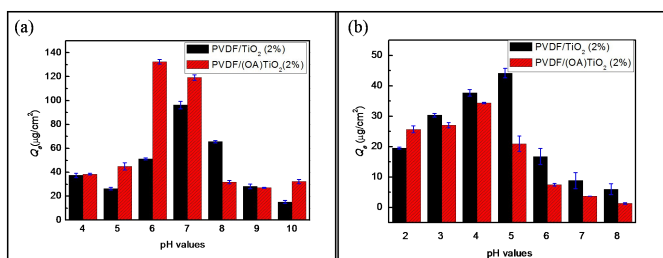 (a)
PVDF/TiO₂ (2%)
PVDF/(OA)TiO₂(2%)
Qₑ(μg/cm²)
140
120
100
80
60
40
20
0
4 5 6 7 8 9 10
pH values
(b)
PVDF/TiO₂ (2%)
PVDF/(OA)TiO₂ (2%)
Qₑ(μg/cm²)
50
40
30
20
10
0
2 3 4 5 6 7 8
pH values